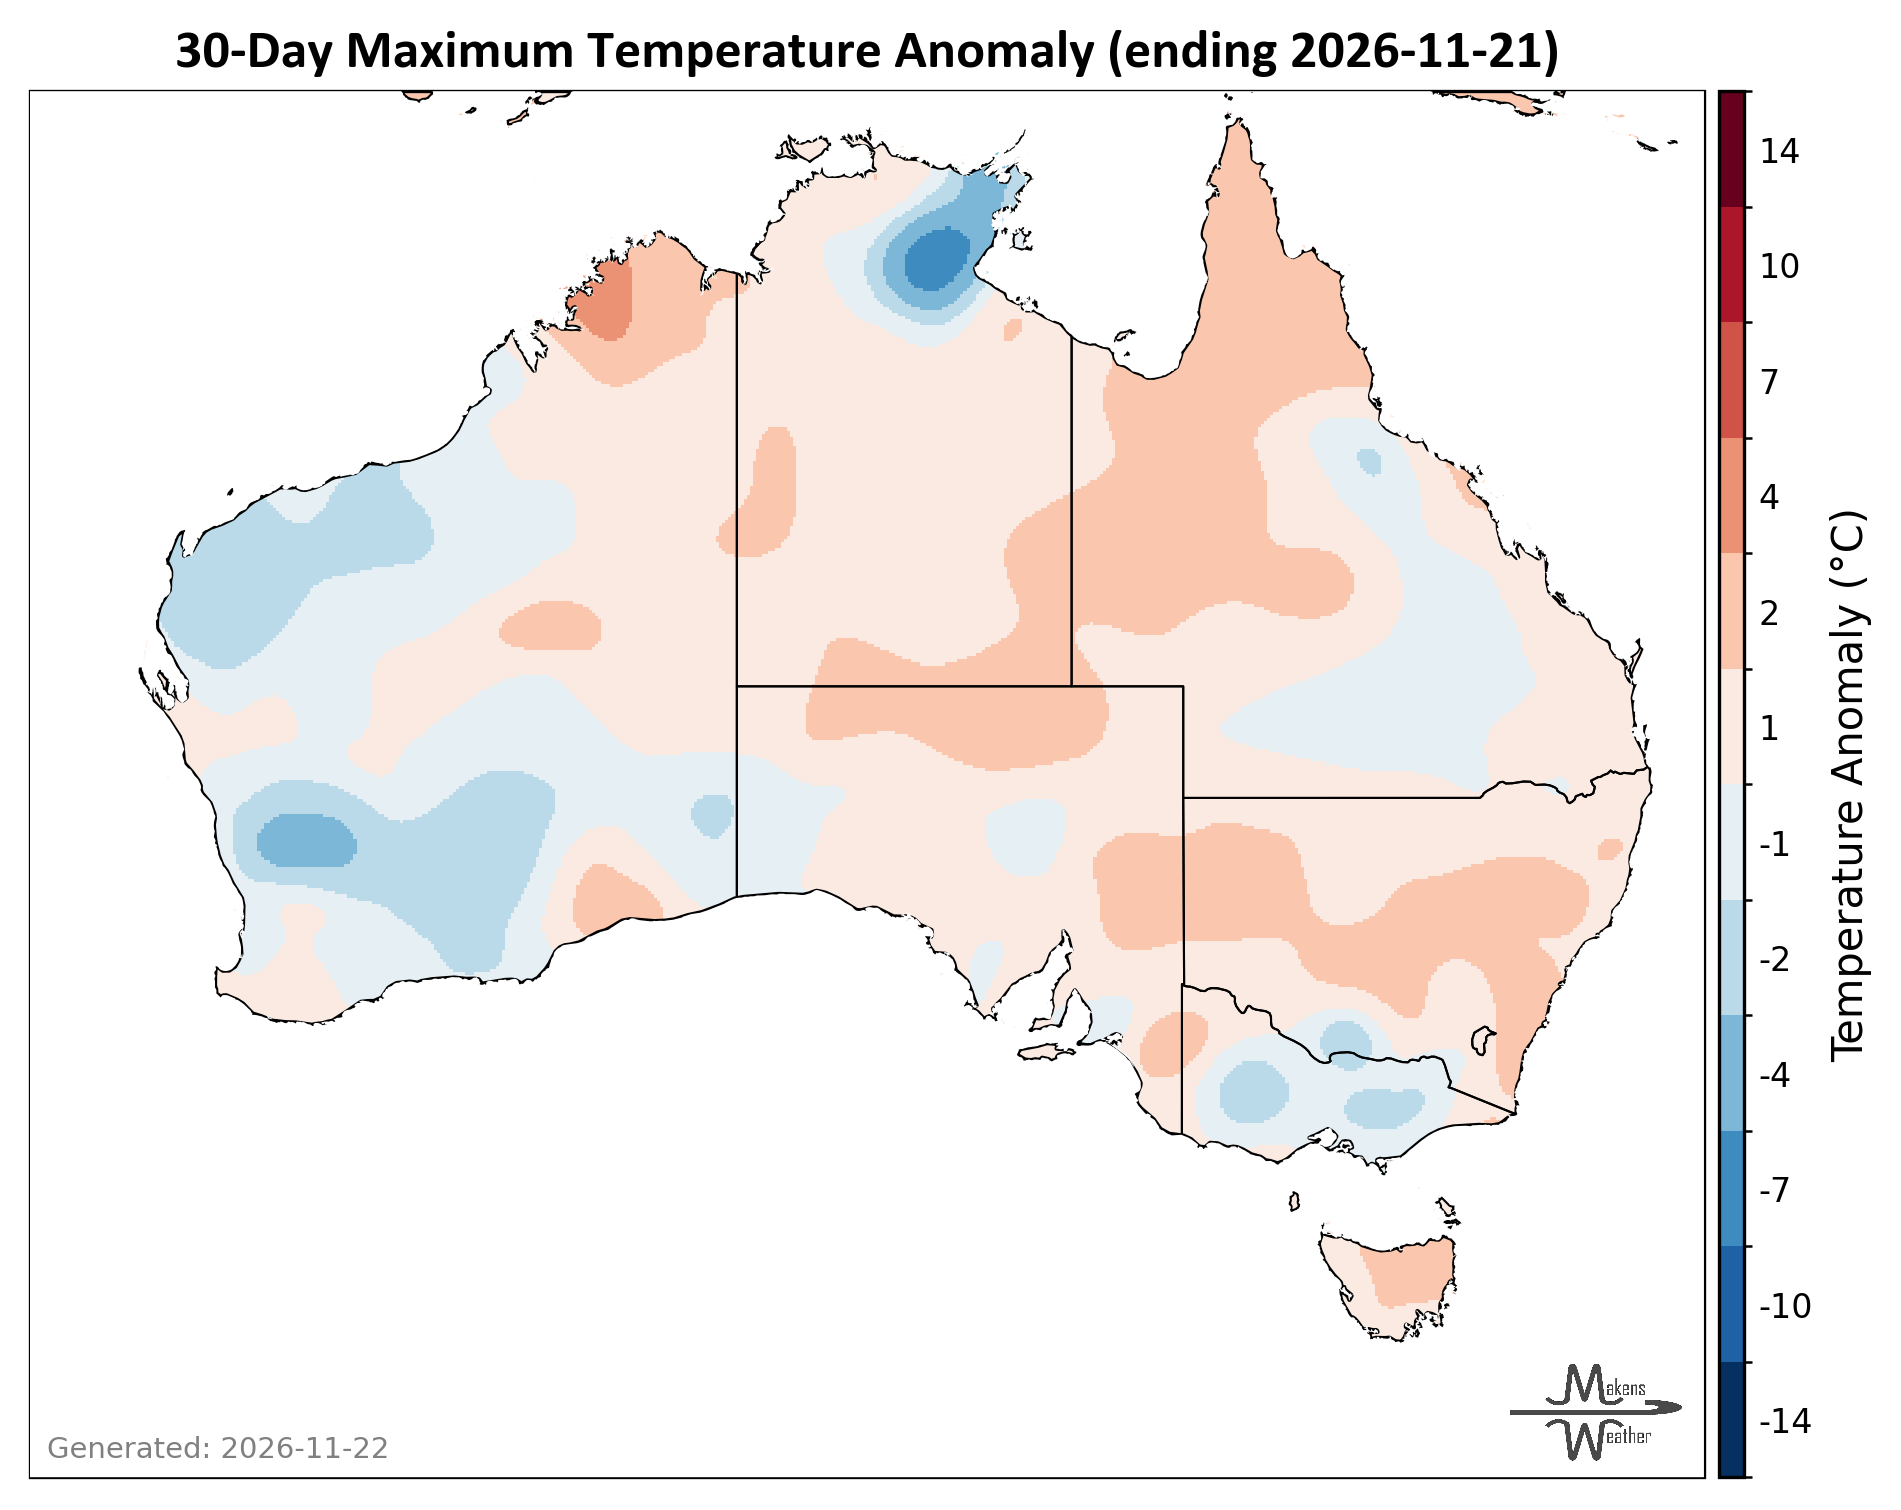 30-Day Maximum Temperature Anomaly (ending 2026-11-21)
14
10
7
4
2
1
-1
-2
-4
-7
-10
-14
Temperature Anomaly (°C)
Makens
Weather
Generated: 2026-11-22